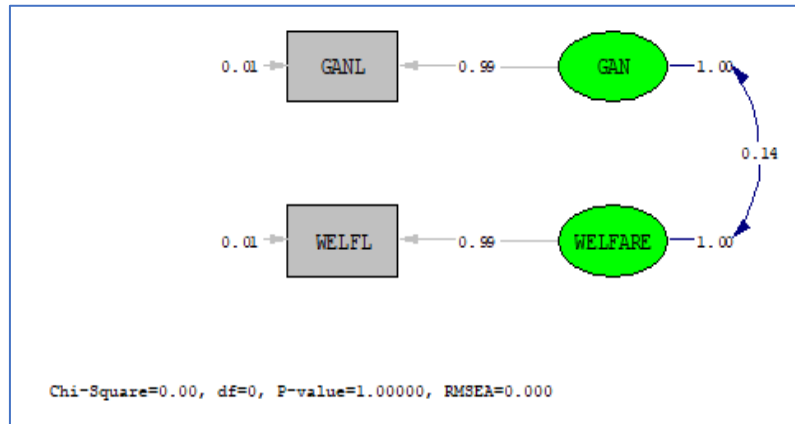 0.01 GANL 0.99 GAN 1.00
0.14
0.01 WELFL 0.99 WELFARE 1.00
Chi-Square=0.00, df=0, P-value=1.00000, RMSEA=0.000